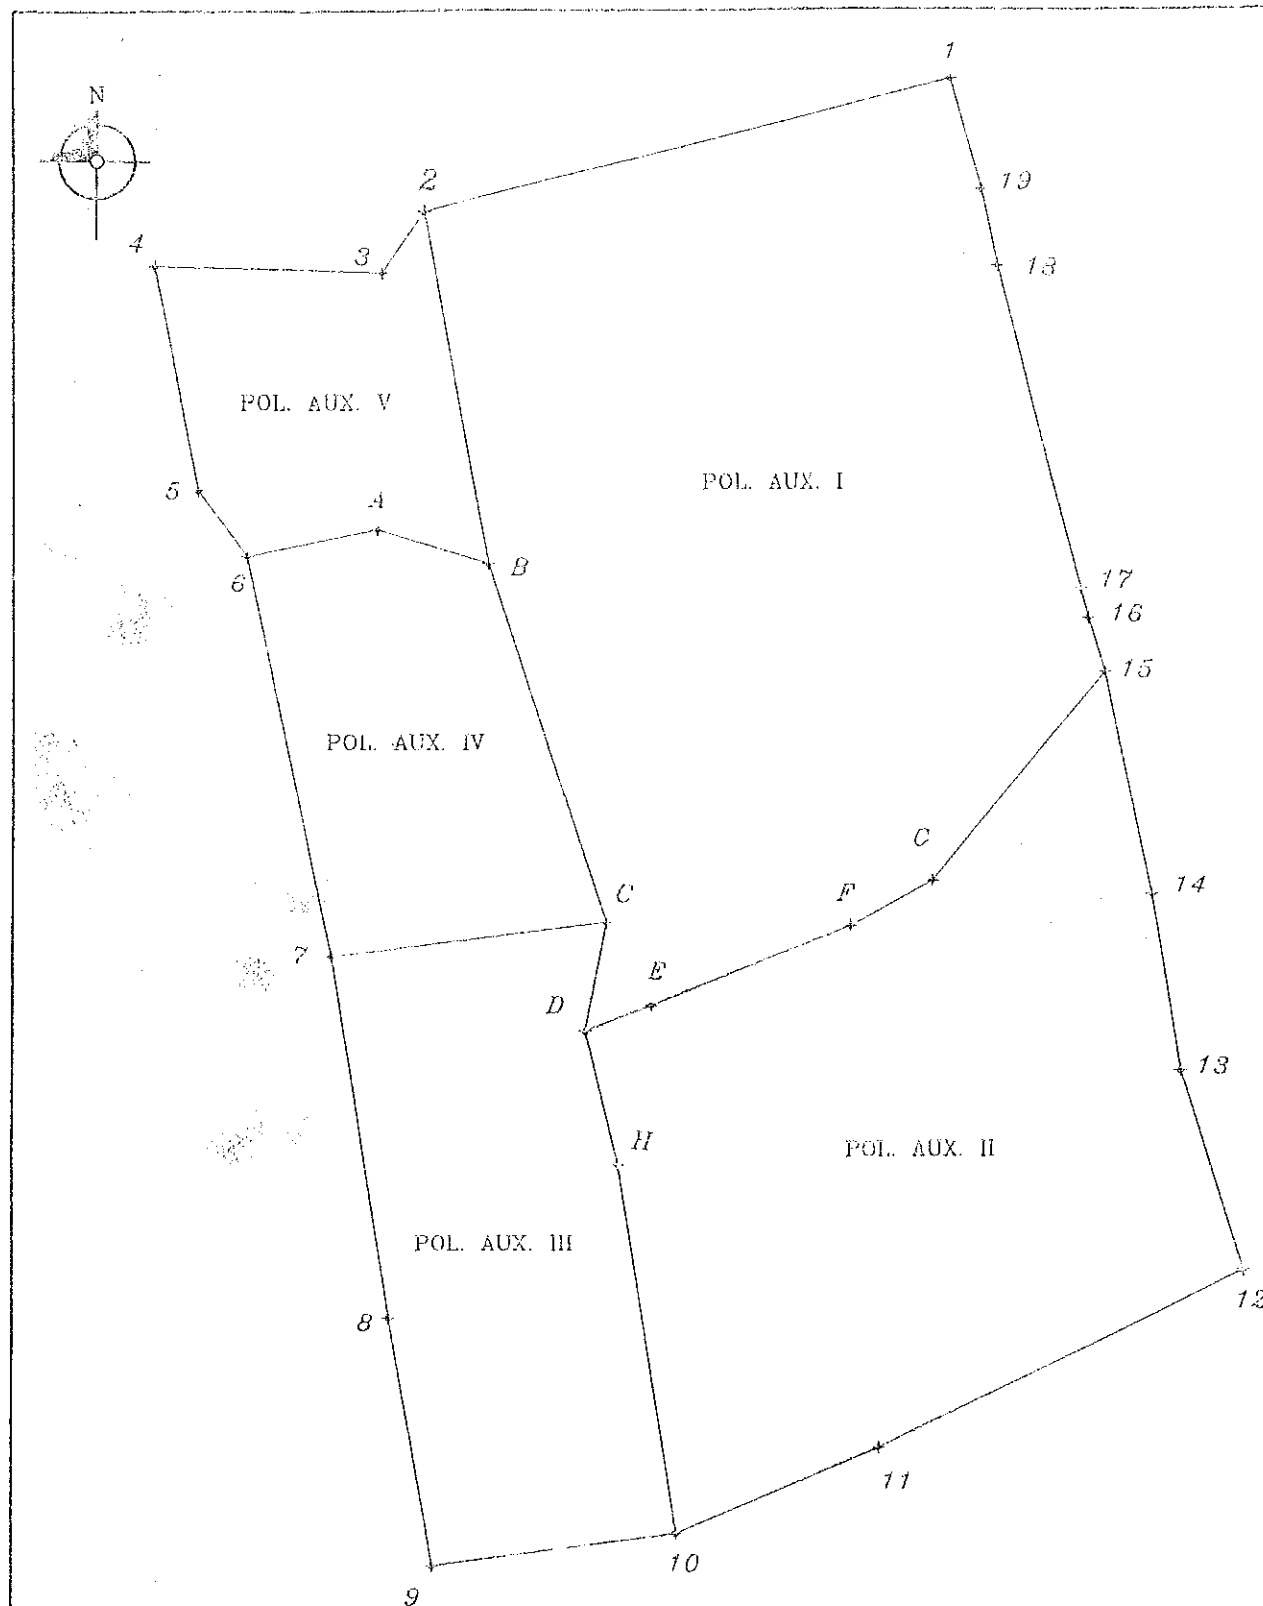 1
N
19
2
4
3
18
POL. AUX. V
POL. AUX. I
5
A
B
6
17
16
15
POL. AUX. IV
C
14
C
F
7
E
D
13
H
POL. AUX. II
POL. AUX. III
12
8
11
10
9